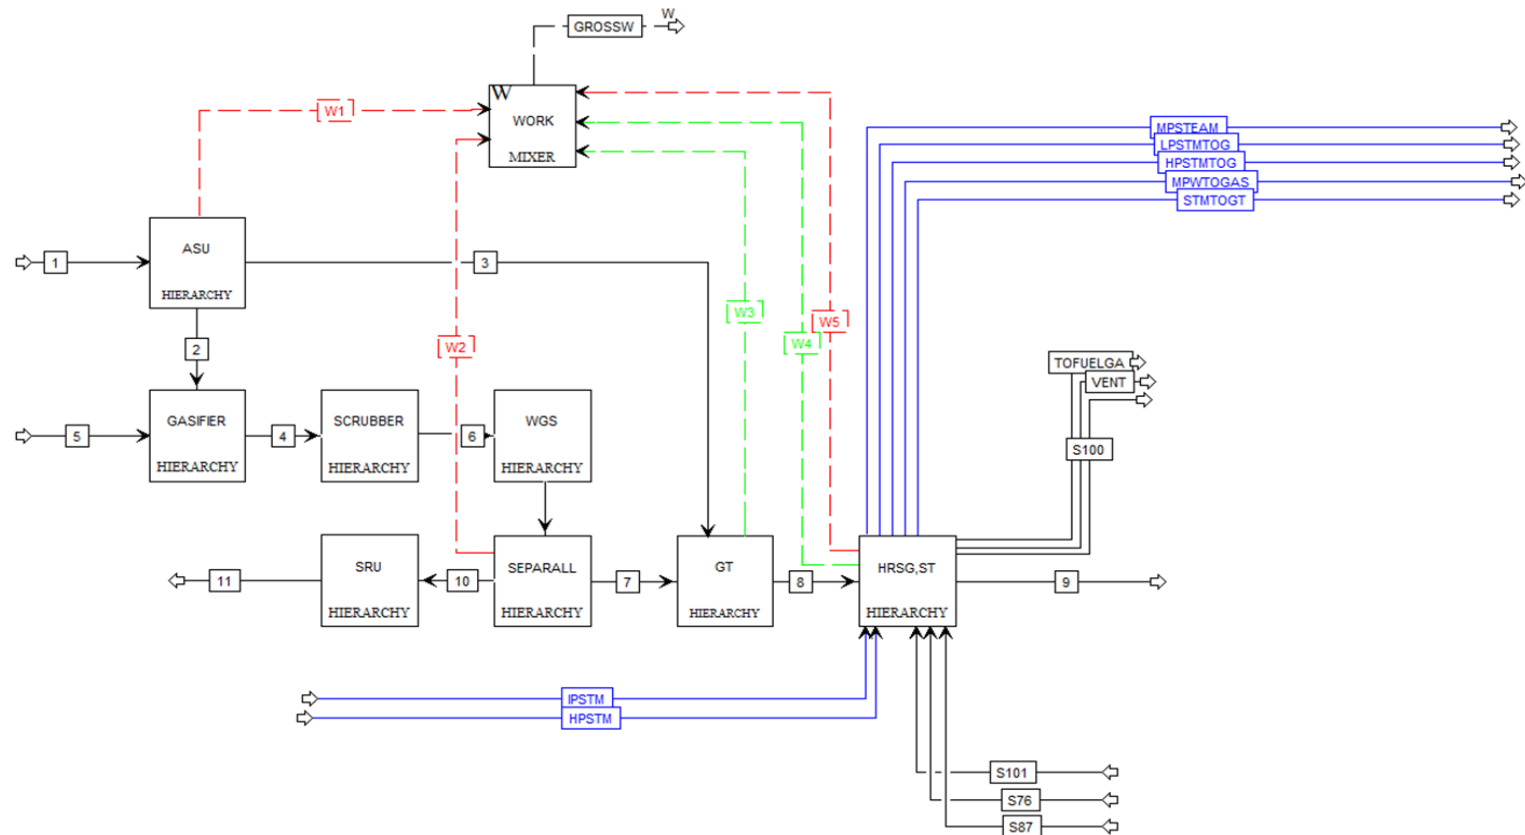 W
GROSSW
W
WORK
MIXER
W1
MPSTEAM
LPSTMTOG
HPSTMTOG
MPWTOGAS
STMTOGT
ASU
HIERARCHY
1
3
2
W3
W5
W4
W2
TOFUELGA
VENT
S100
GASIFIER
HIERARCHY
5
4
SCRUBBER
HIERARCHY
6
WGS
HIERARCHY
11
SRU
HIERARCHY
10
SEPARALL
HIERARCHY
7
GT
HIERARCHY
8
HRSG,ST
HIERARCHY
9
IPSTM
HPSTM
S101
S76
S87